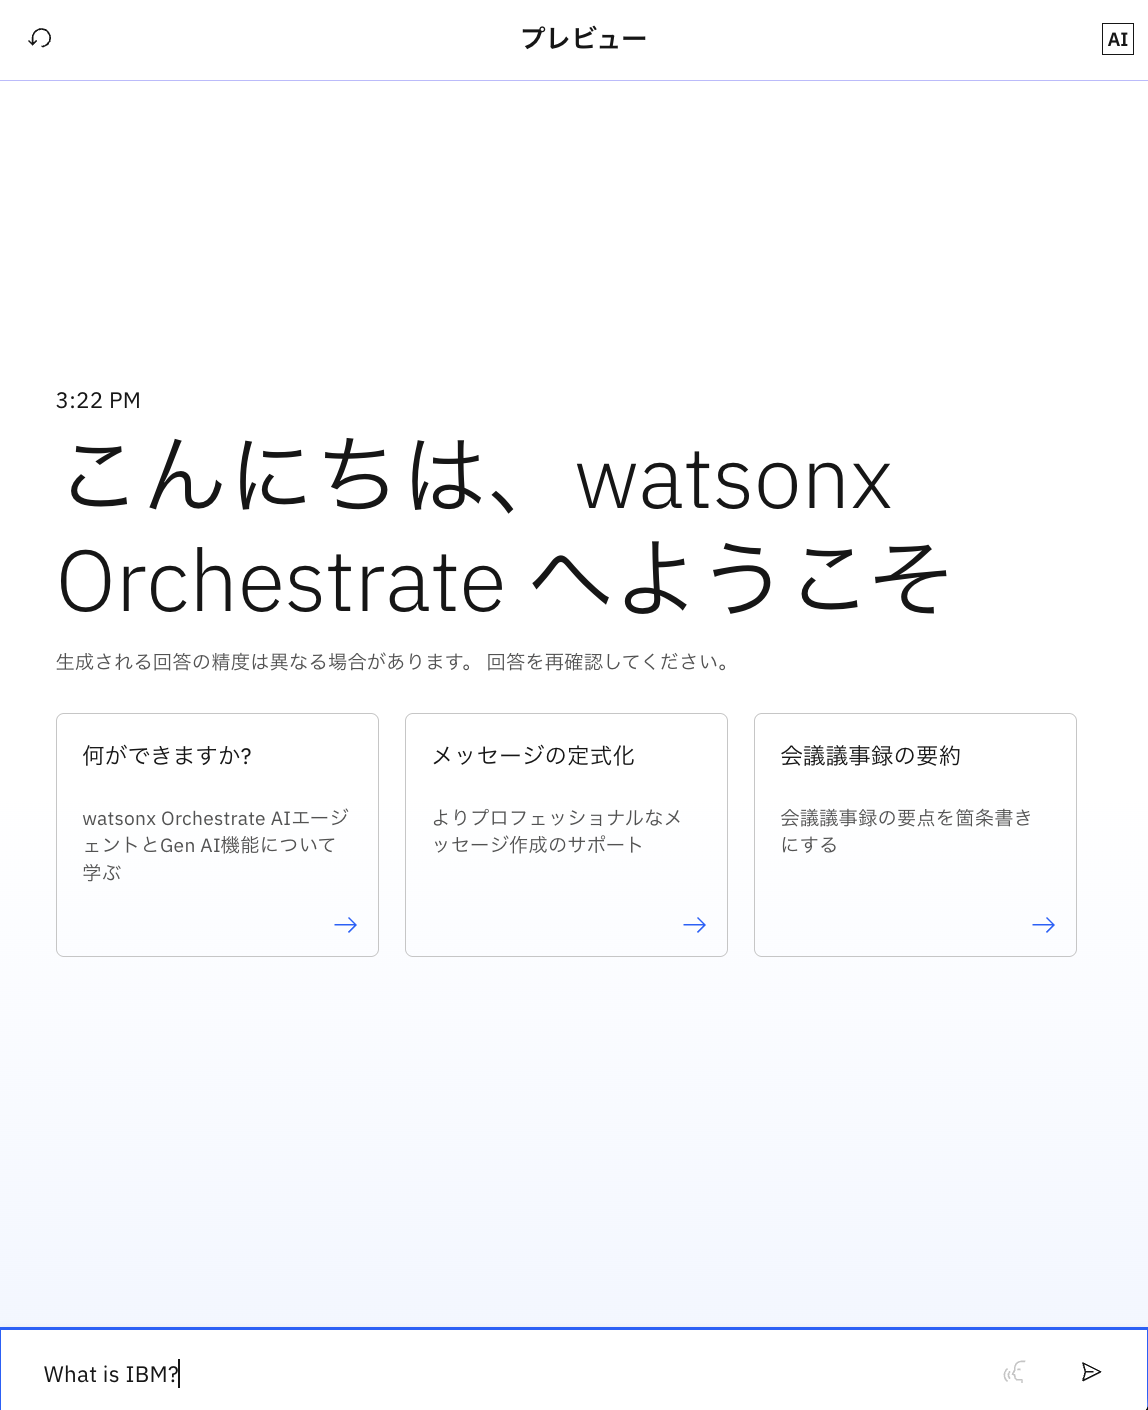 プレビュー
AI
3:22 PM
こんにちは、watsonx
Orchestrate へようこそ
生成される回答の精度は異なる場合があります。 回答を再確認してください。
何ができますか?
watsonx Orchestrate AIエージ
ェントとGen AI機能について
学ぶ
メッセージの定式化
よりプロフェッショナルなメ
ッセージ作成のサポート
会議議事録の要約
会議議事録の要点を箇条書き
にする
What is IBM?